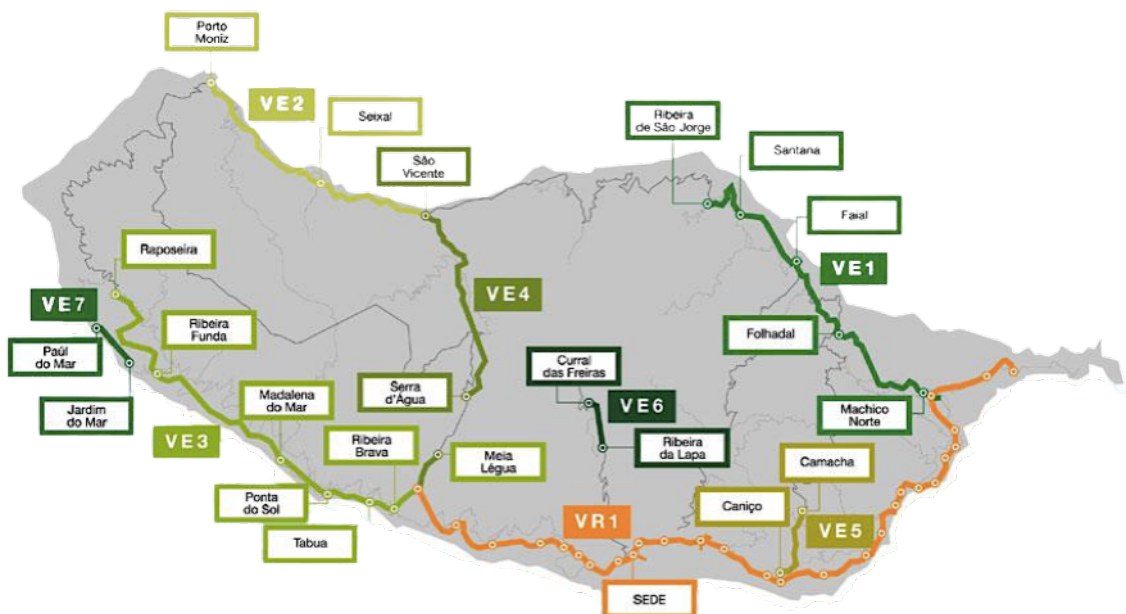 Porto
Moniz
VE2
Seixal
São
Vicente
Ribeira
de São Jorge
Santana
Faial
VE1
Raposeira
VE7
Ribeira
Funda
VE4
Folhadal
Paúl
do Mar
Jardim
do Mar
Madalena
do Mar
Serra
d'Água
Curral
das Freiras
VE6
Machico
Norte
VE3
Ribeira
Brava
Meia
Légua
Ribeira
da Lapa
Camacha
Ponta
do Sol
Tabua
VR1
Caniço
VE5
SEDE